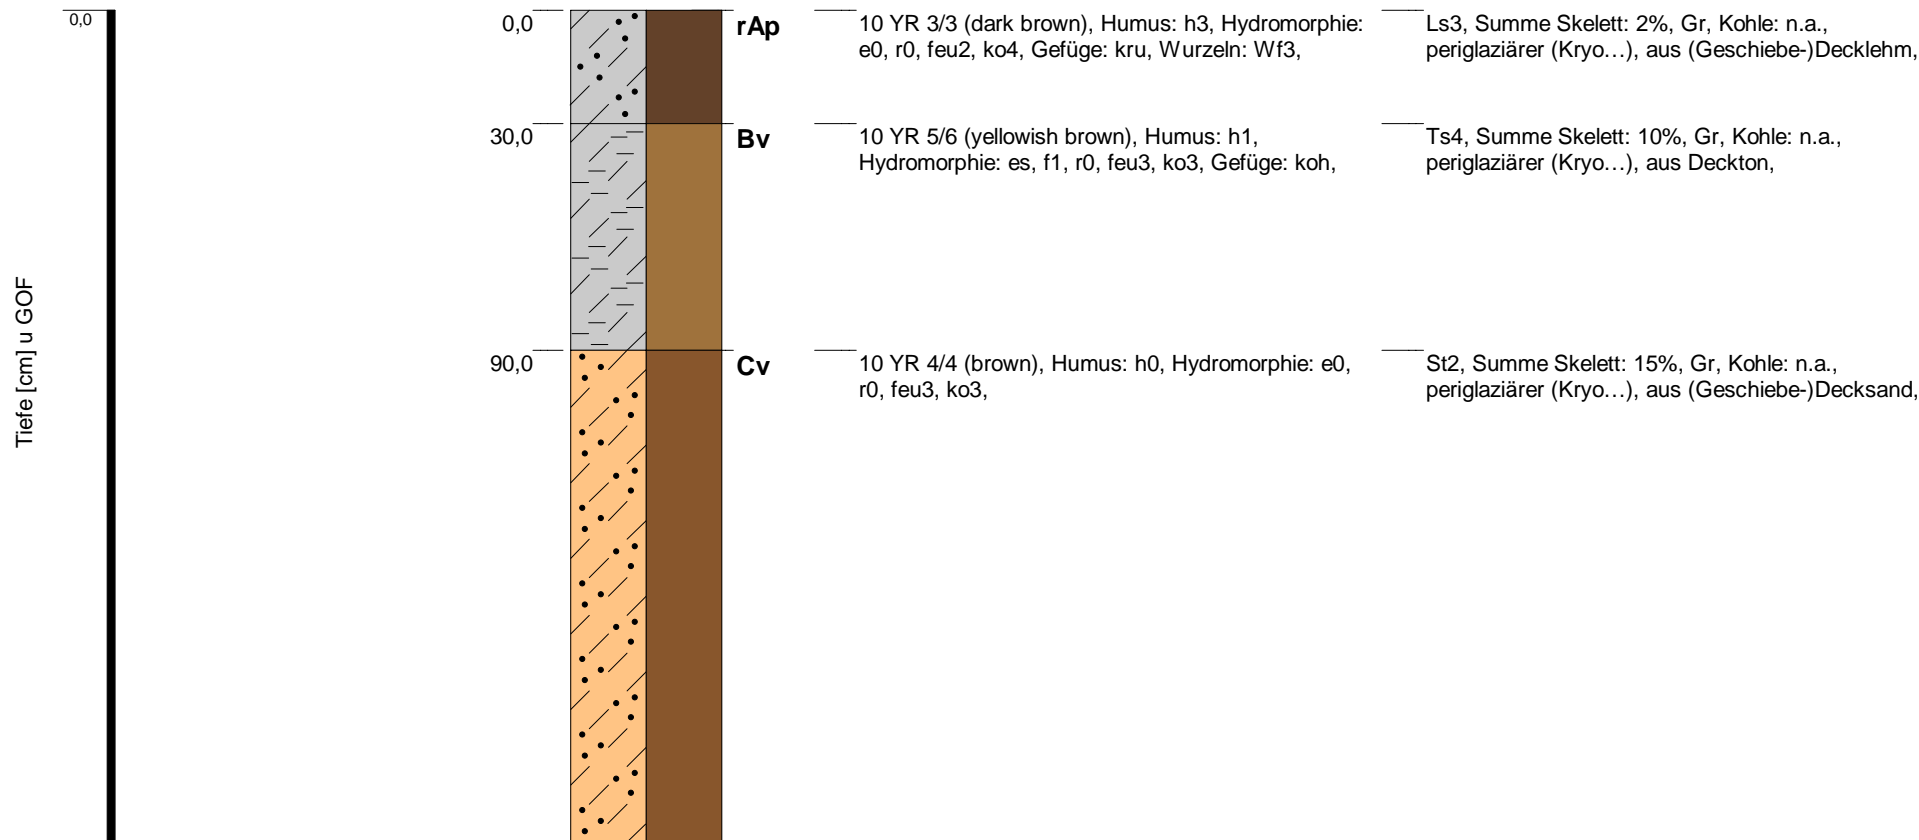 0,0
Tiefe [cm] u GOF
0,0
rAp
10 YR 3/3 (dark brown), Humus: h3, Hydromorphie:
e0, r0, feu2, ko4, Gefüge: kru, Wurzeln: Wf3,
Ls3, Summe Skelett: 2%, Gr, Kohle: n.a.,
periglaziärer (Kryo…), aus (Geschiebe-)Decklehm,
30,0
Bv
10 YR 5/6 (yellowish brown), Humus: h1,
Hydromorphie: es, f1, r0, feu3, ko3, Gefüge: koh,
Ts4, Summe Skelett: 10%, Gr, Kohle: n.a.,
periglaziärer (Kryo…), aus Deckton,
90,0
Cv
10 YR 4/4 (brown), Humus: h0, Hydromorphie: e0,
r0, feu3, ko3,
St2, Summe Skelett: 15%, Gr, Kohle: n.a.,
periglaziärer (Kryo…), aus (Geschiebe-)Decksand,